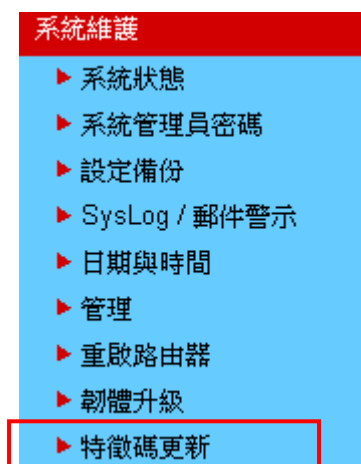 系統維護
系統狀態
系統管理員密碼
設定備份
SysLog / 郵件警示
日期與時間
管理
重啟路由器
韌體升級
特徵碼更新